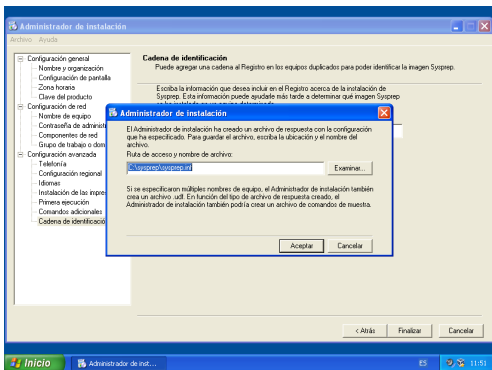 Administrador de instalación
Archivo Ayuda
Configuración general
Nombre y organización
Configuración de pantalla
Zona horaria
Clave del producto
Configuración de red
Nombre de equipo
Contraseña de administ
Componentes de red
Grupo de trabajo o dom
Configuración avanzada
Telefonía
Configuración regional
Idiomas
Instalación de las impre
Primera ejecución
Comandos adicionales
Cadena de identificació
Cadena de identificación
Puede agregar una cadena al Registro en los equipos duplicados para poder identificar la imagen Sysprep.
Escriba la información que desea incluir en el Registro acerca de la instalación de
Sysprep. Esta información puede ayudarle más tarde a determinar qué imagen Sysprep
Administrador de instalación
El Administrador de instalación ha creado un archivo de respuesta con la configuración
que ha especificado. Para guardar el archivo, escriba la ubicación y el nombre del
archivo.
Ruta de acceso y nombre de archivo:
C:\sysprep\sysprep.inf
Examinar...
Si se especificaron múltiples nombres de equipo, el Administrador de instalación también
crea un archivo .udf. En función del tipo de archivo de respuesta creado, el
Administrador de instalación también podría crear un archivo de comandos de muestra.
Aceptar
Cancelar
< Atrás
Finalizar
Cancelar
Inicio
Administrador de inst...
ES
11:51